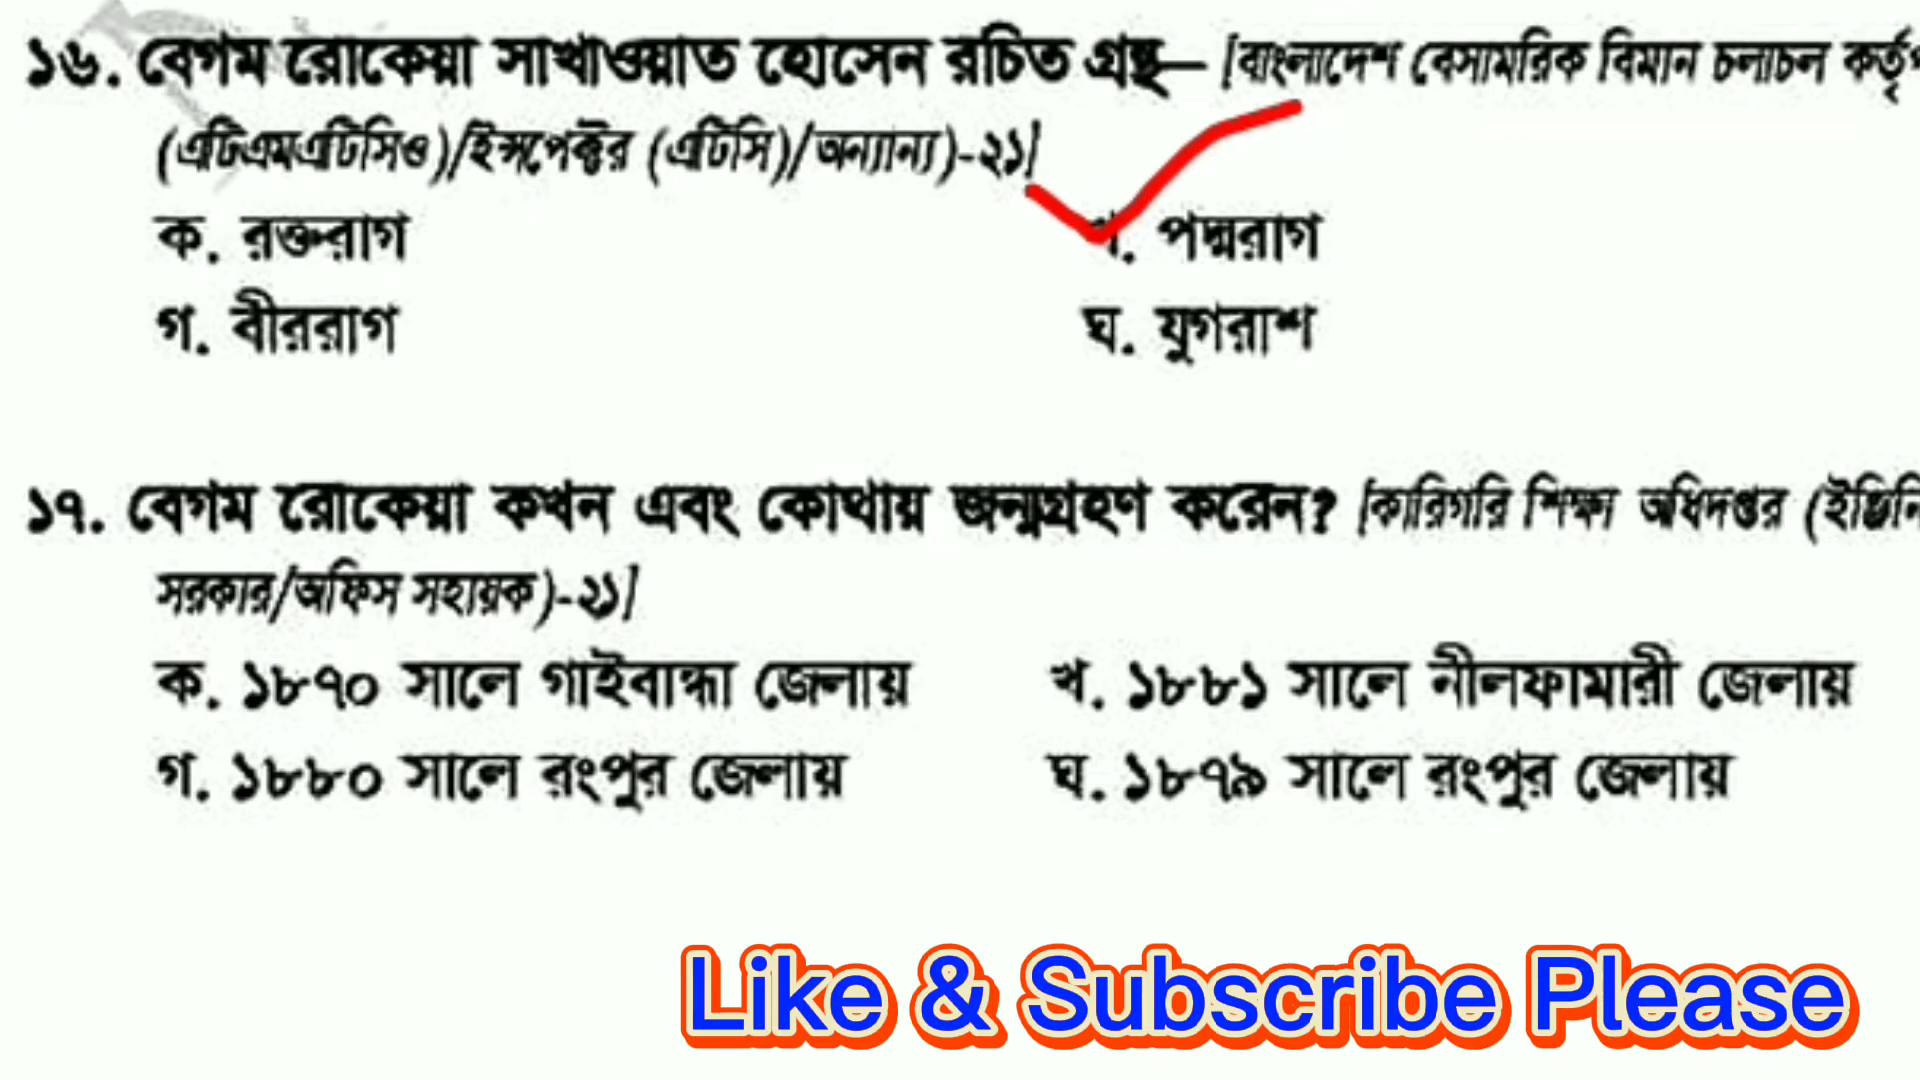 ১৬. বেগম রোকেয়া সাখাওয়াত হোসেন রচিত গ্রন্থ— [বাংলাদেশ বেসামরিক বিমান চলাচল
(এটিএমএটিসিও)/ইন্সপেক্টর (এটিসি)/অন্যান্য)-২১]
ক. রক্তরাগ পদ্মরাগ
গ. বীররাগ ঘ. যুগরাশ
১৭. বেগম রোকেয়া কখন এবং কোথায় জন্মগ্রহণ করেন? [কারিগরি শিক্ষা অধিদপ্তর
সরকার/অফিস সহায়ক)-২১]
ক. ১৮৭০ সালে গাইবান্ধা জেলায় খ. ১৮৮১ সালে নীলফামারী জেলায়
গ. ১৮৮০ সালে রংপুর জেলায় ঘ. ১৮৭৯ সালে রংপুর জেলায়
Like & Subscribe Please